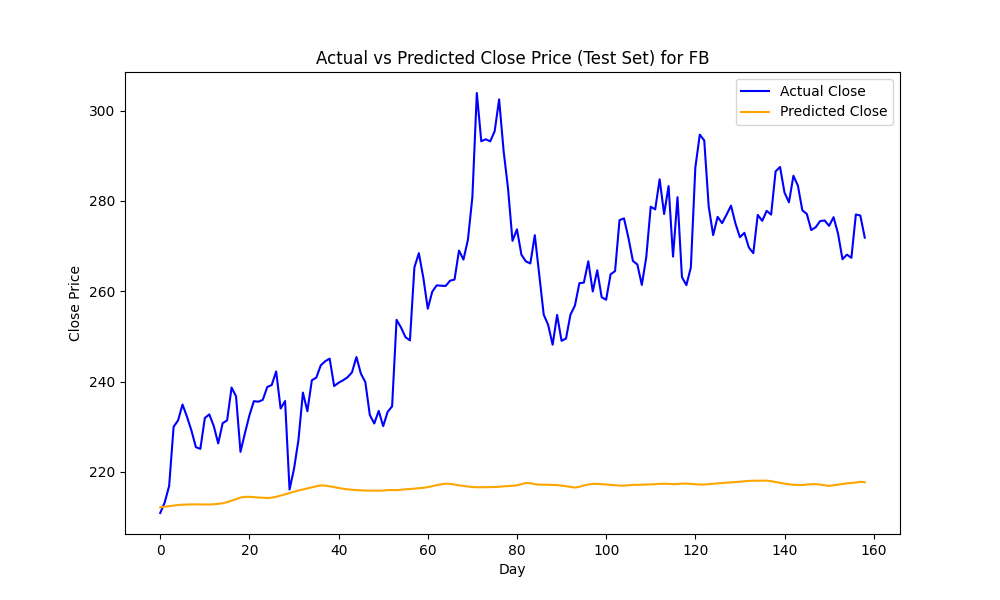 Actual vs Predicted Close Price (Test Set) for FB
Actual Close
Predicted Close
Close Price
300
280
260
240
220
0 20 40 60 80 100 120 140 160
Day